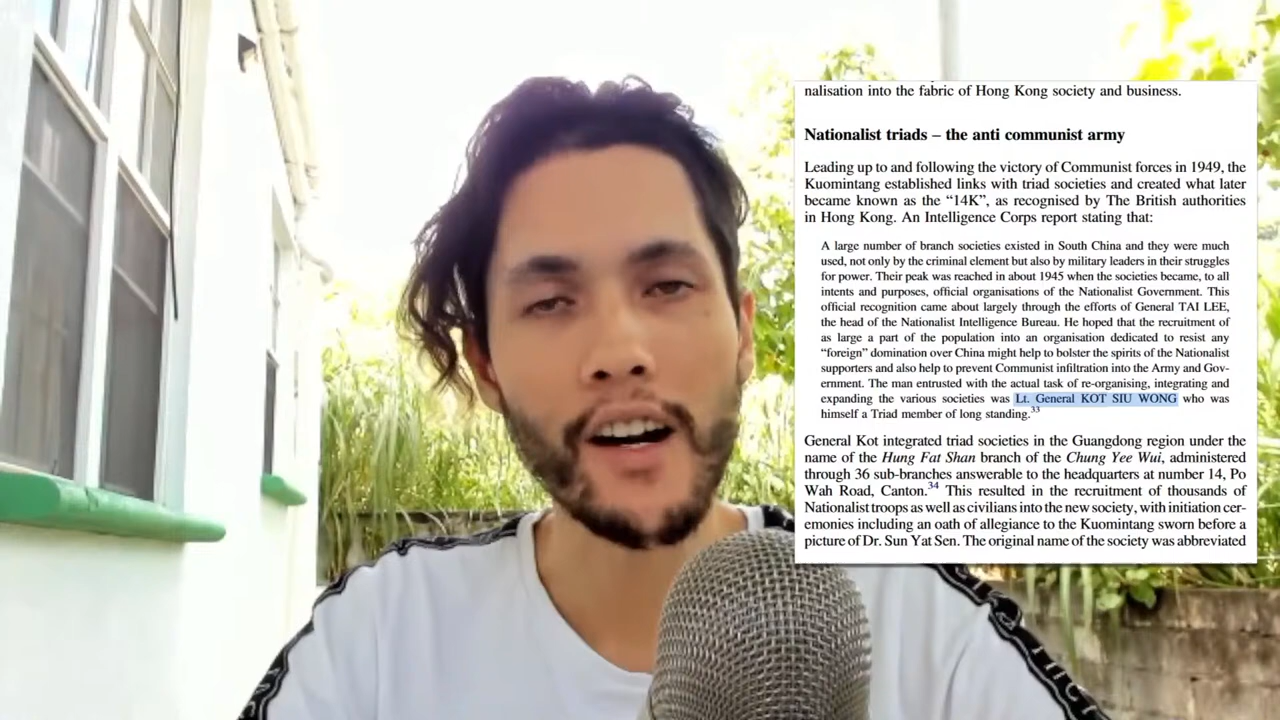 nalisation into the fabric of Hong Kong society and business.
Nationalist triads – the anti communist army
Leading up to and following the victory of Communist forces in 1949, the
Kuomintang established links with triad societies and created what later
became known as the “14K”, as recognised by The British authorities
in Hong Kong. An Intelligence Corps report stating that:
A large number of branch societies existed in South China and they were much
used, not only by the criminal element but also by military leaders in their struggles
for power. Their peak was reached in about 1945 when the societies became, to all
intents and purposes, official organisations of the Nationalist Government. This
official recognition came about largely through the efforts of General TAI LEE,
the head of the Nationalist Intelligence Bureau. He hoped that the recruitment of
as large a part of the population into an organisation dedicated to resist any
“foreign” domination over China might help to bolster the spirits of the Nationalist
supporters and also help to prevent Communist infiltration into the Army and Gov-
ernment. The man entrusted with the actual task of re-organising, integrating and
expanding the various societies was Lt. General KOT SIU WONG who was
himself a Triad member of long standing.33
General Kot integrated triad societies in the Guangdong region under the
name of the Hung Fat Shan branch of the Chung Yee Wui, administered
through 36 sub-branches answerable to the headquarters at number 14, Po
Wah Road, Canton.34 This resulted in the recruitment of thousands of
Nationalist troops as well as civilians into the new society, with initiation cer-
emonies including an oath of allegiance to the Kuomintang sworn before a
picture of Dr. Sun Yat Sen. The original name of the society was abbreviated